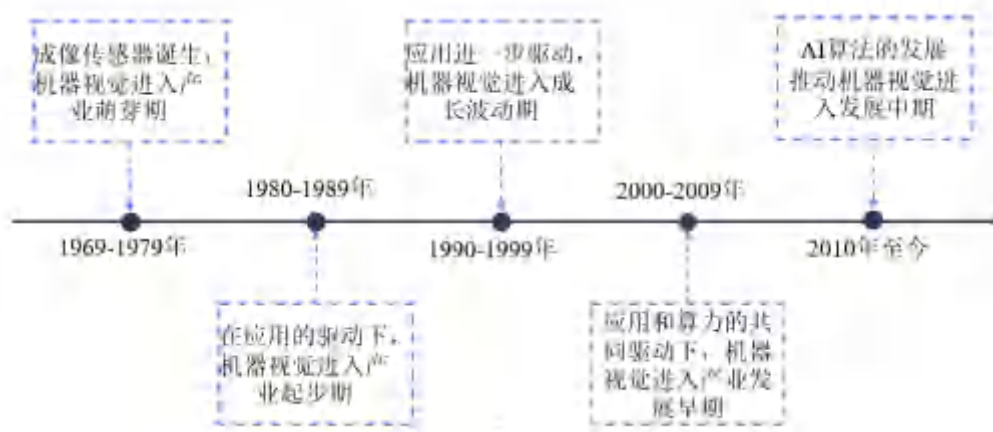 成像传感器诞生，
机器视觉进入产
业萌芽期
应用进一步驱动，
机器视觉进入成
长波动期
AI算法的发展
推动机器视觉进
入发展中期
1980-1989年
2000-2009年
1969-1979年
1990-1999年
2010年至今
在应用的驱动下，
机器视觉进入产
业起步期
应用和算力的共
同驱动下，机器
视觉进入产业发
展早期